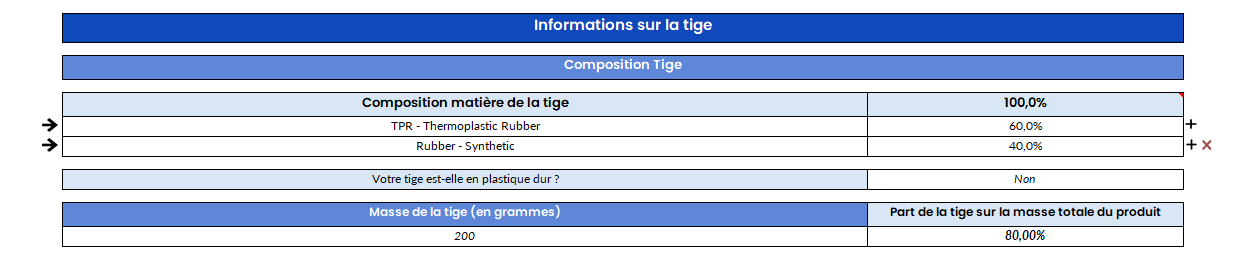 Informations sur la tige
Composition Tige
Composition matière de la tige 100,0%
TPR - Thermoplastic Rubber 60,0%
Rubber - Synthetic 40,0%
Votre tige est-elle en plastique dur ? Non
Masse de la tige (en grammes) Part de la tige sur la masse totale du produit
200 80,00%